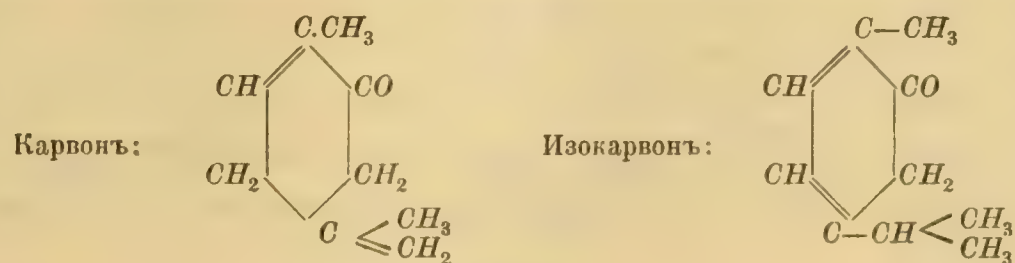 C.CH₃ C–CH₃
CH CO CH CO
Карвонъ: Изокарвонъ:
CH₂ CH₂ CH CH₂
C CH₃ C–CH CH₃
CH₂ CH₃